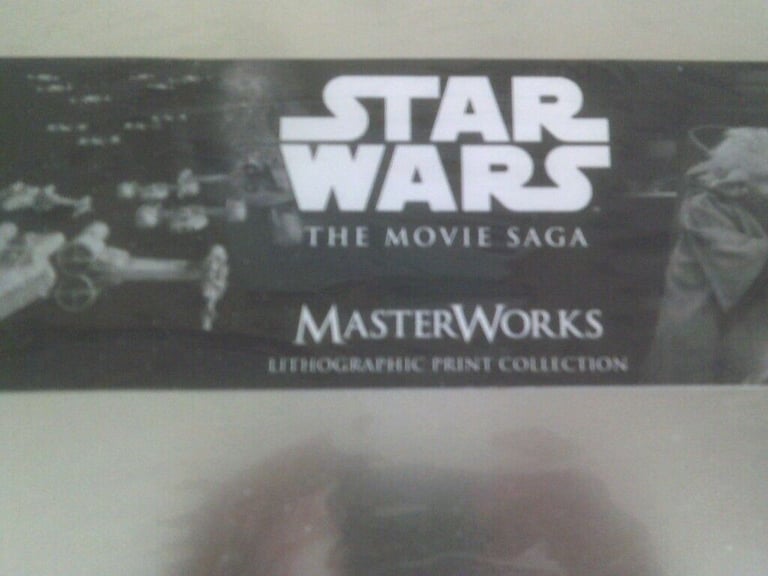 STAR
WARS
THE MOVIE SAGA
MASTERWORKS
LITHOGRAPHIC PRINT COLLECTION